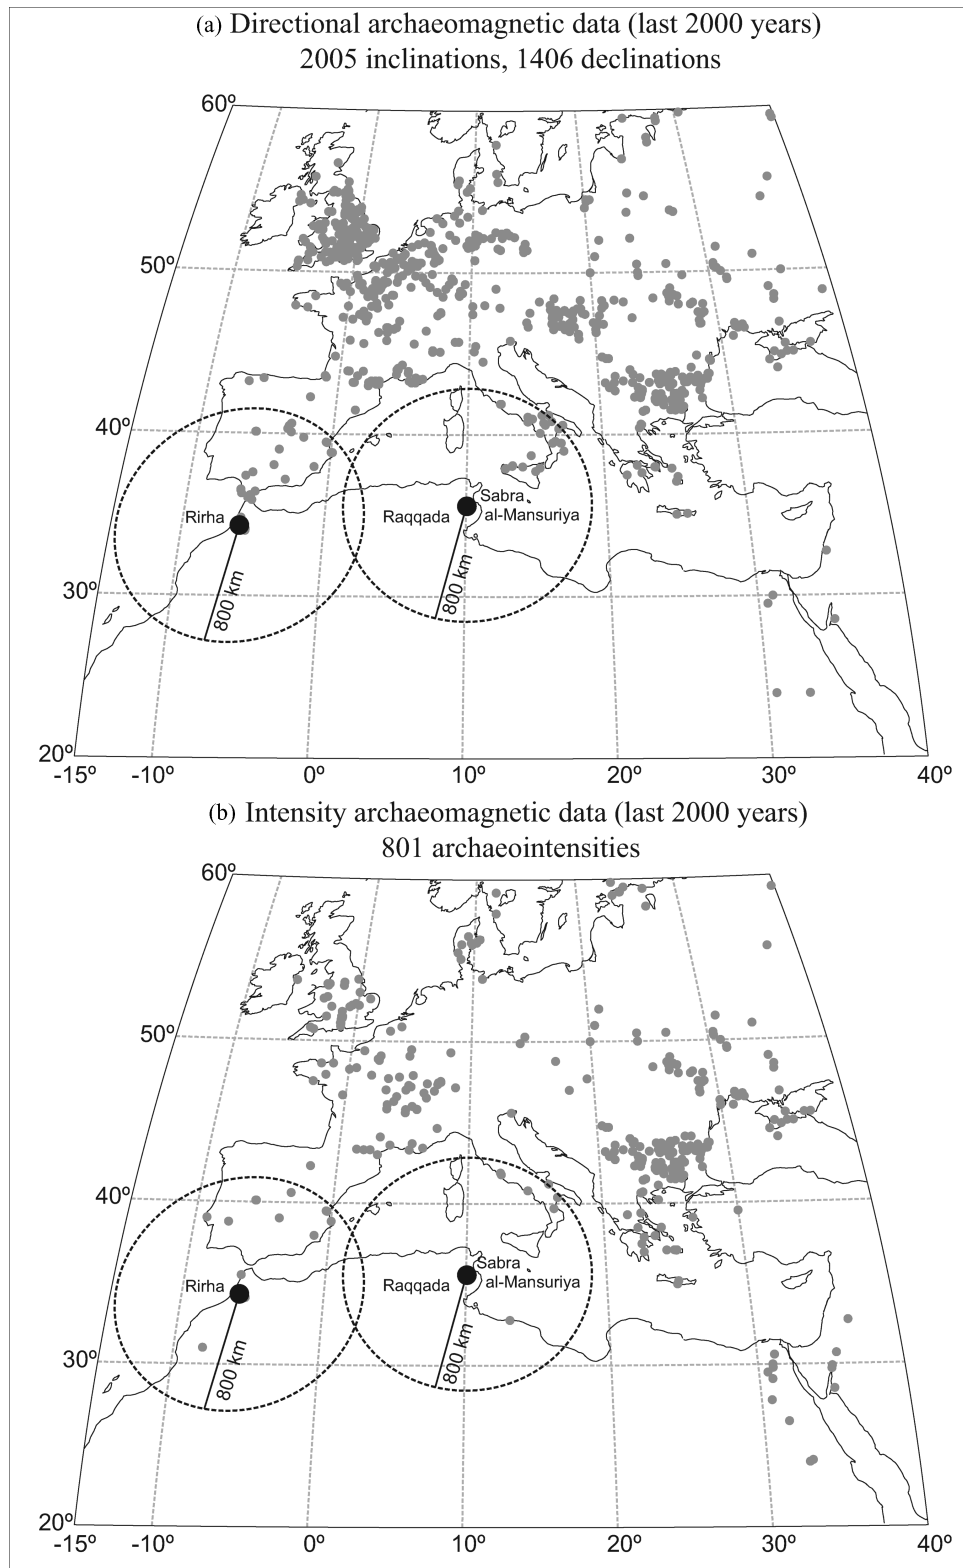 (a) Directional archaeomagnetic data (last 2000 years)
2005 inclinations, 1406 declinations
60º
50º
40º
30º
20º
Rirha
800 km
Raqqada
Sabra
al-Mansuriya
800 km
-15º -10º 0º 10º 20º 30º 40º
(b) Intensity archaeomagnetic data (last 2000 years)
801 archaeointensities
60º
50º
40º
30º
20º
Rirha
800 km
Raqqada
Sabra
al-Mansuriya
800 km
-15º -10º 0º 10º 20º 30º 40º